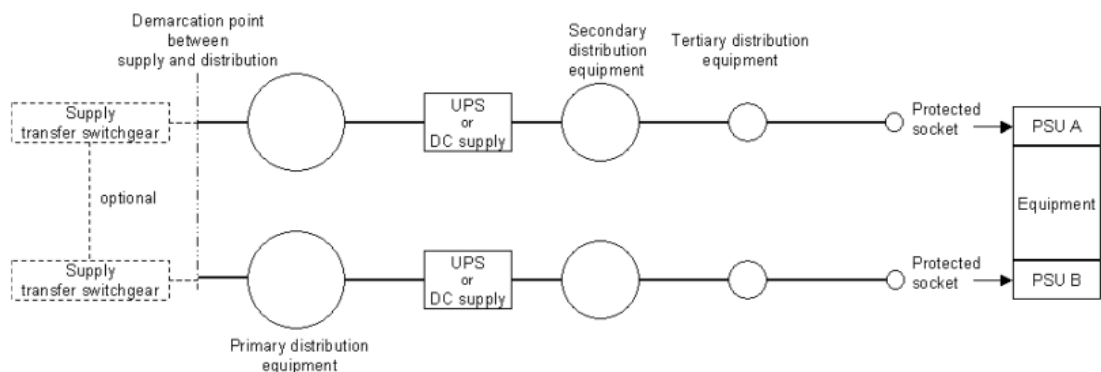 Demarcation point
between
supply and distribution
Secondary
distribution
equipment
Tertiary distribution
equipment
Supply
transfer switchgear
UPS
or
DC supply
Protected
socket
PSU A
optional
Equipment
Supply
transfer switchgear
UPS
or
DC supply
Protected
socket
PSU B
Primary distribution
equipment